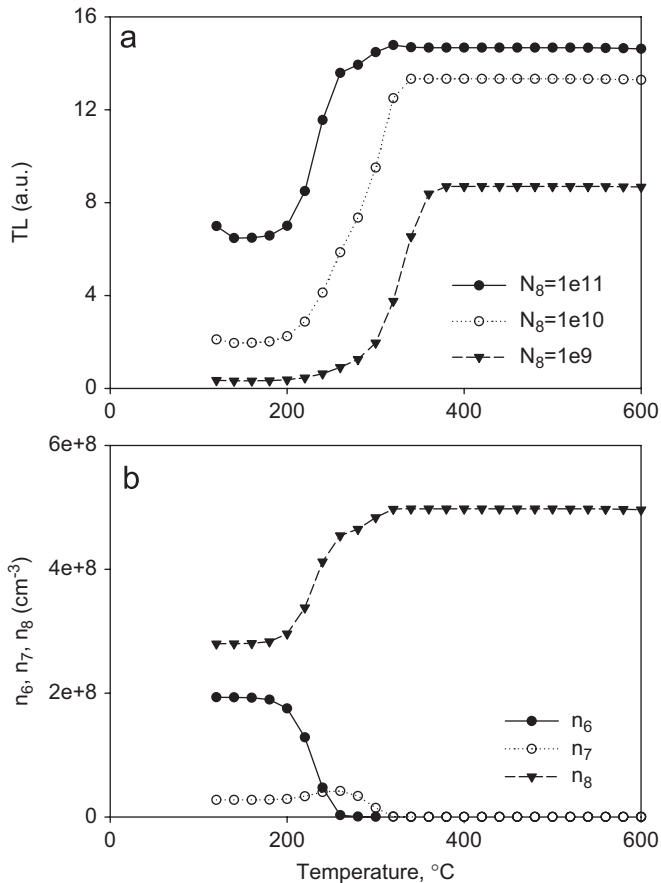 16
a
12
TL (a.u.)
8
4
N₈=1e11
N₈=1e10
N₈=1e9
0
0 200 400 600
6e+8
b
4e+8
n₆, n₇, n₈ (cm⁻³)
2e+8
n₆
n₇
n₈
0
0 200 400 600
Temperature, °C